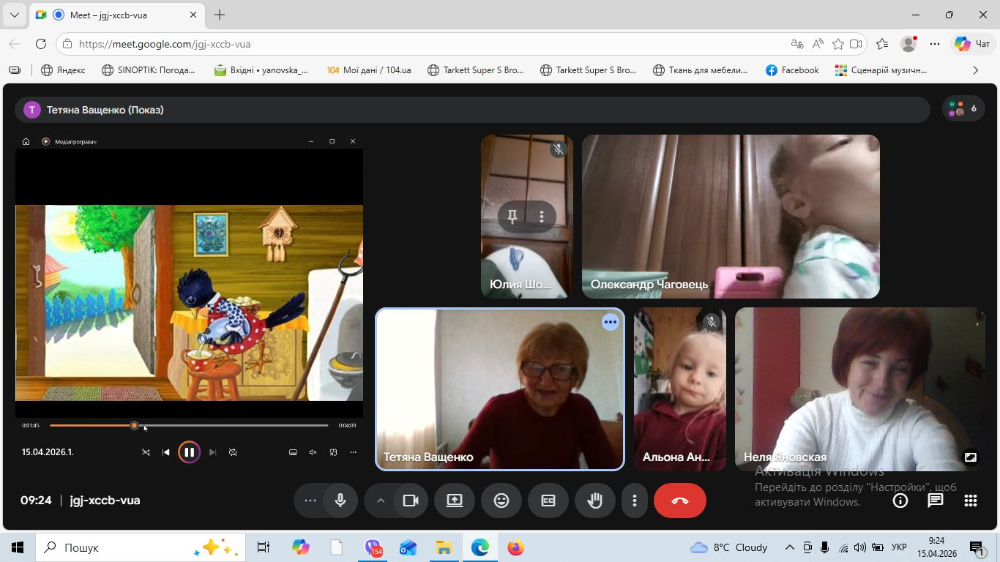 Meet – jgj-xccb-vua
https://meet.google.com/jgj-xccb-vua
Чат
Яндекс
SINOPTIK: Погода...
Вхідні • yanovska_...
104 Мої дані / 104.ua
Tarkett Super S Bro...
Tarkett Super S Bro...
Ткань для мебели...
Facebook
Сценарій музичн...
Т Тетяна Ващенко (Показ)
6
Медіапрогравач
Юлия Шо...
Олександр Чаговець
0:01:45
0:04:09
15.04.2026.1.
Тетяна Ващенко
Альона Ан...
Неля Яновская
Активація Windows
Перейдіть до розділу "Настройки", щоб
активувати Windows.
09:24 | jgj-xccb-vua
CC
Пошук
154
8°C Cloudy
УКР
9:24
15.04.2026
1